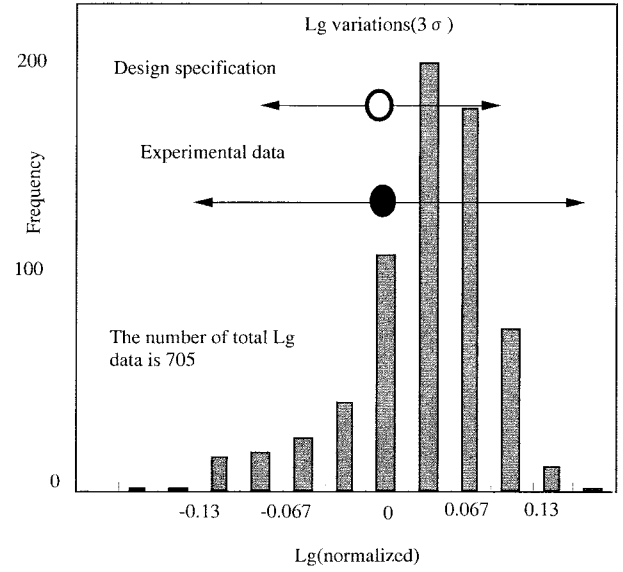 Lg variations(3 σ)
200
Design specification
Experimental data
Frequency
100
The number of total Lg
data is 705
0
-0.13 -0.067 0 0.067 0.13
Lg(normalized)